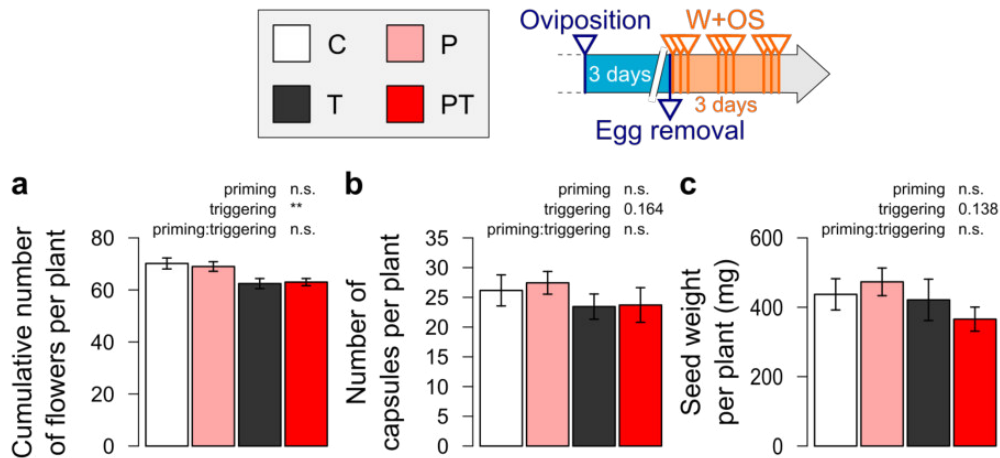 C
P
T
PT
Oviposition
W+OS
3 days
3 days
Egg removal
a
priming n.s.
triggering **
priming:triggering n.s.
Cumulative number
of flowers per plant
80
60
40
20
0
b
priming n.s.
triggering 0.164
priming:triggering n.s.
Number of
capsules per plant
35
30
25
20
15
10
5
0
c
priming n.s.
triggering 0.138
priming:triggering n.s.
Seed weight
per plant (mg)
600
400
200
0